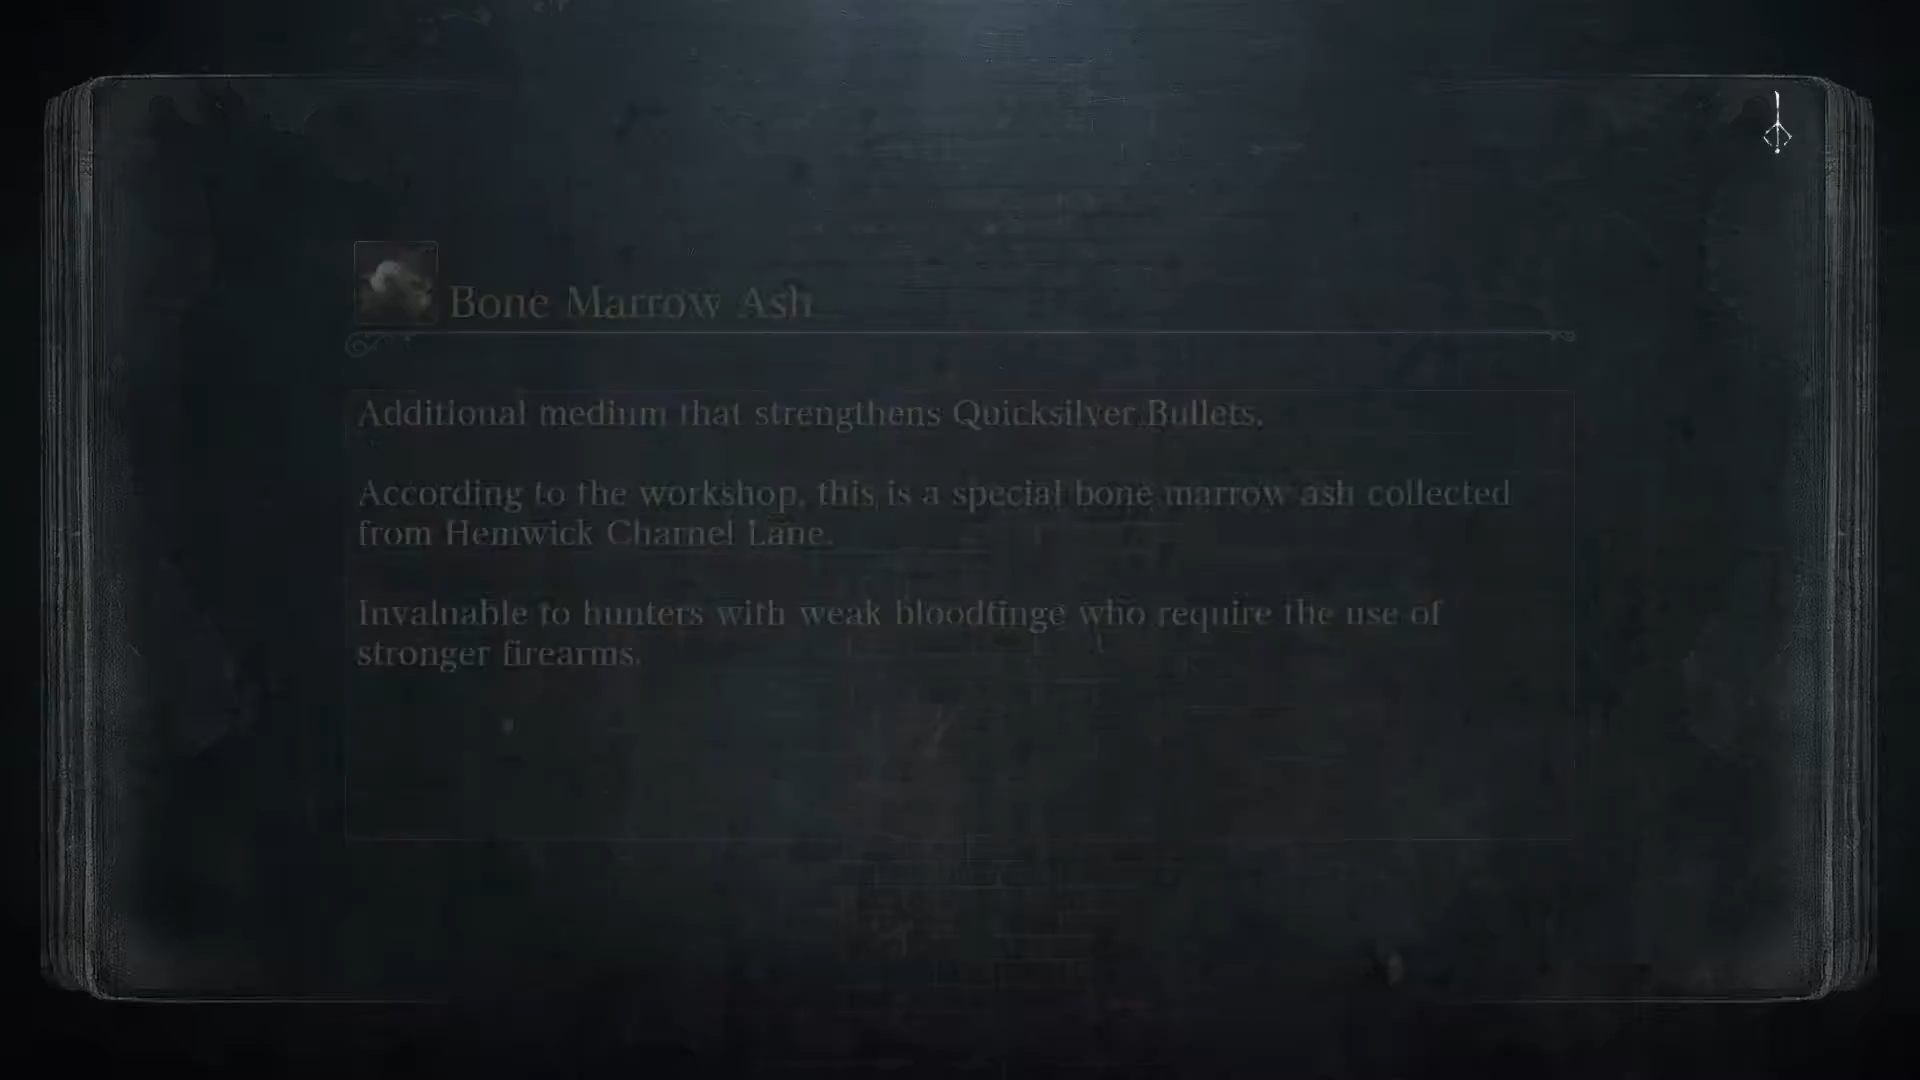 Bone Marrow Ash
Additional medium that strengthens Quicksilver Bullets.
According to the workshop, this is a special bone marrow ash collected
from Hemwick Charnel Lane.
Invaluable to hunters with weak bloodtinge who require the use of
stronger firearms.